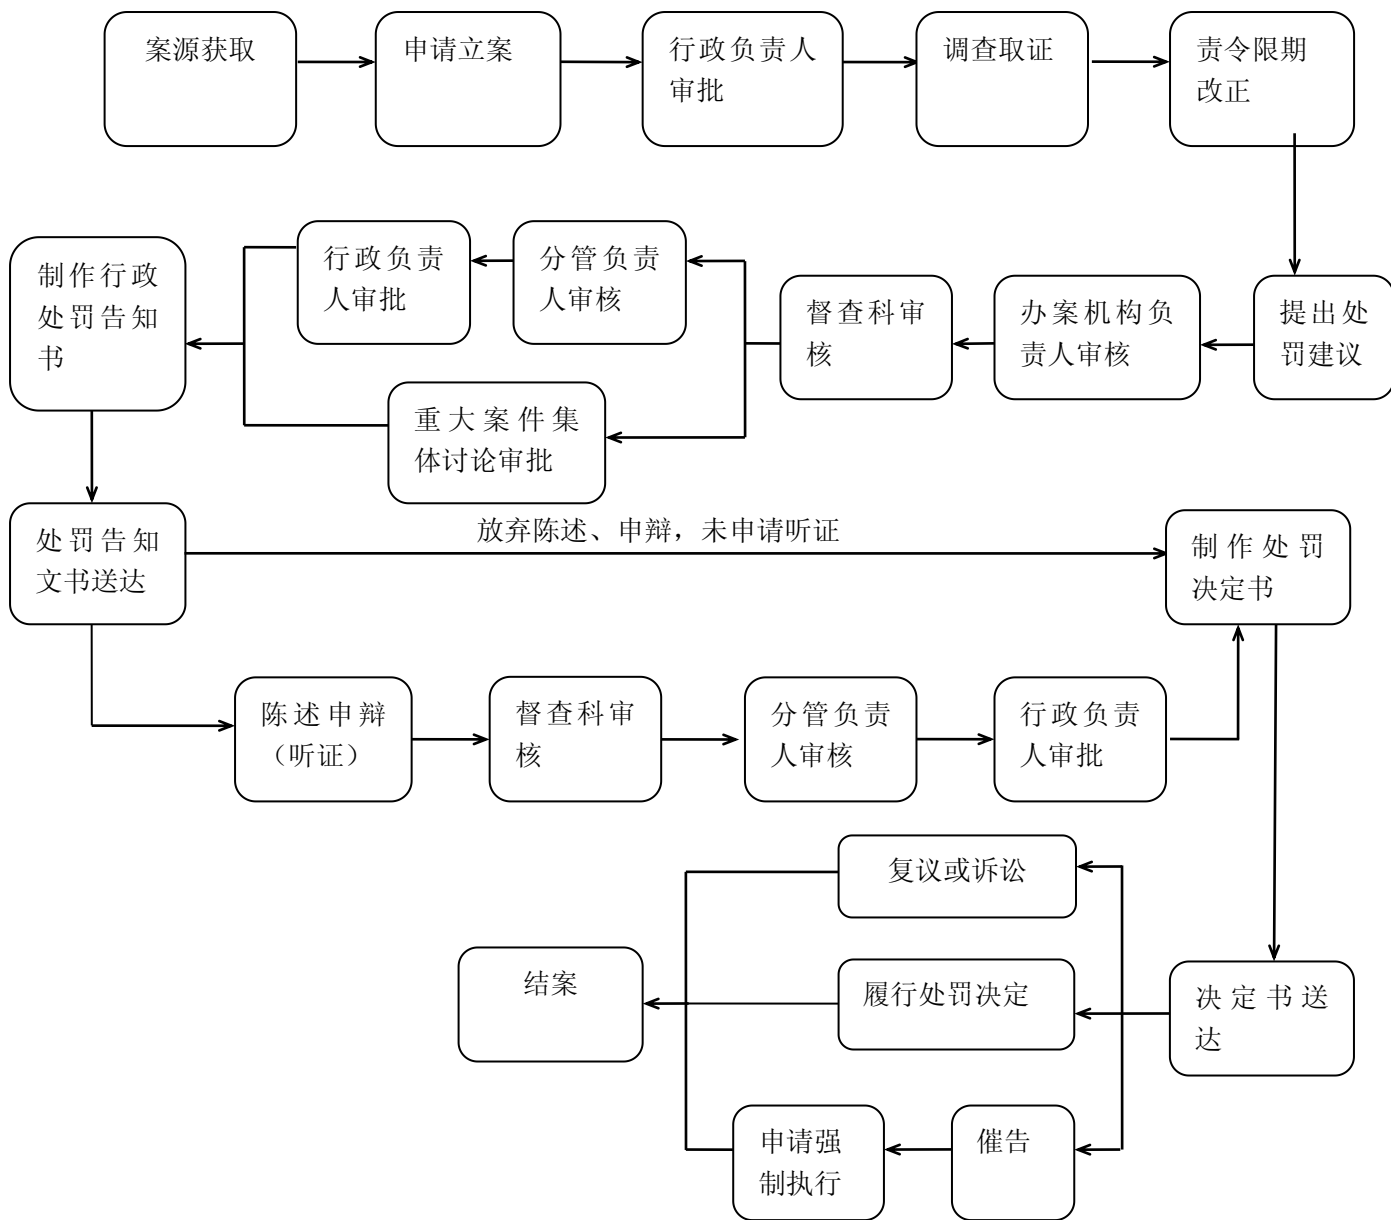 案源获取
申请立案
行政负责人
审批
调查取证
责令限期
改正
制作行政
处罚告知
书
行政负责
人审批
分管负责
人审核
重大案件集
体讨论审批
督查科审
核
办案机构负
责人审核
提出处
罚建议
处罚告知
文书送达
放弃陈述、申辩，未申请听证
制作处罚
决定书
陈述申辩
（听证）
督查科审
核
分管负责
人审核
行政负责
人审批
复议或诉讼
结案
履行处罚决定
决定书送
达
申请强
制执行
催告